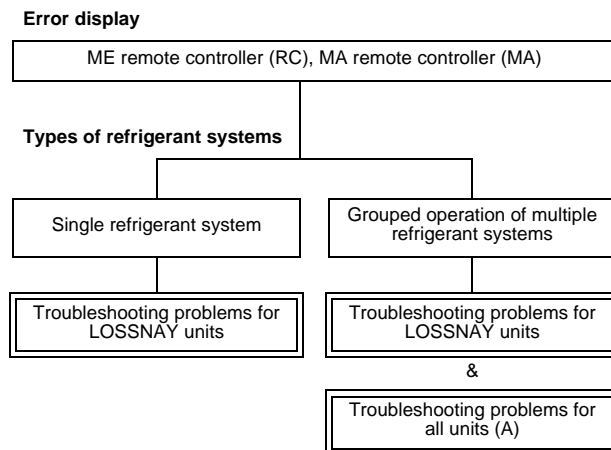 Error display
ME remote controller (RC), MA remote controller (MA)
Types of refrigerant systems
Single refrigerant system
Grouped operation of multiple
refrigerant systems
Troubleshooting problems for
LOSSNAY units
Troubleshooting problems for
LOSSNAY units
&
Troubleshooting problems for
all units (A)